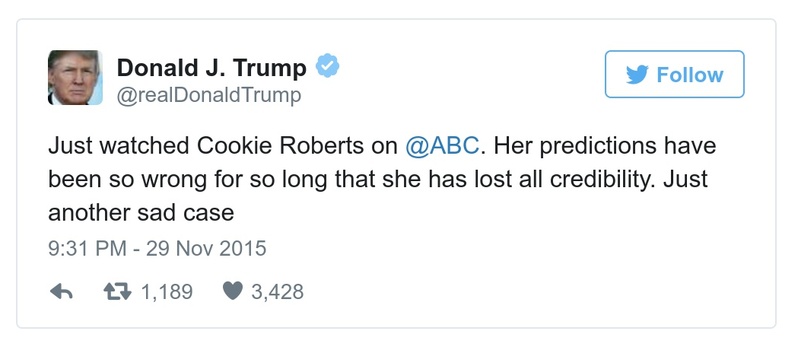 Donald J. Trump
@realDonaldTrump
Follow
Just watched Cookie Roberts on @ABC. Her predictions have
been so wrong for so long that she has lost all credibility. Just
another sad case
9:31 PM - 29 Nov 2015
1,189 3,428